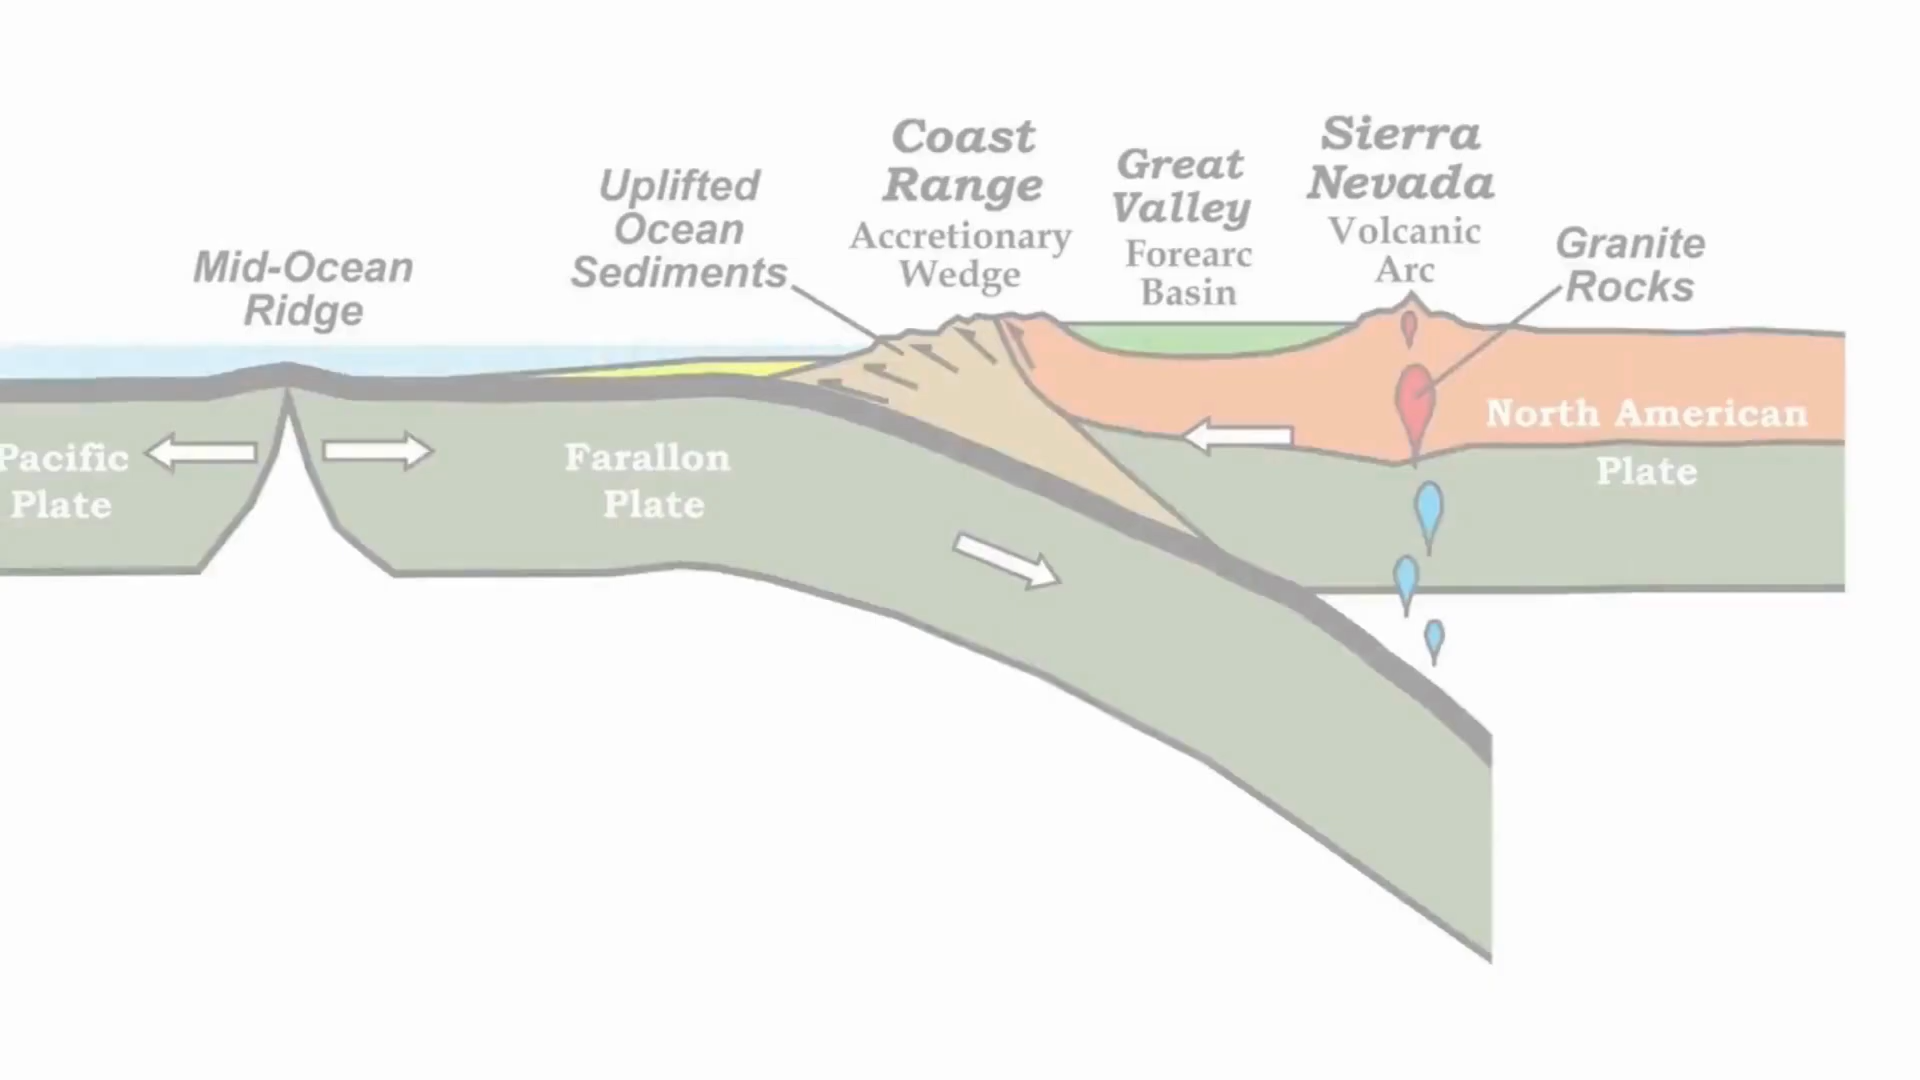 Coast
Range
Accretionary
Wedge
Great
Valley
Forearc
Basin
Sierra
Nevada
Volcanic
Arc
Uplifted
Ocean
Sediments
Granite
Rocks
Mid-Ocean
Ridge
Pacific
Plate
Farallon
Plate
North American
Plate